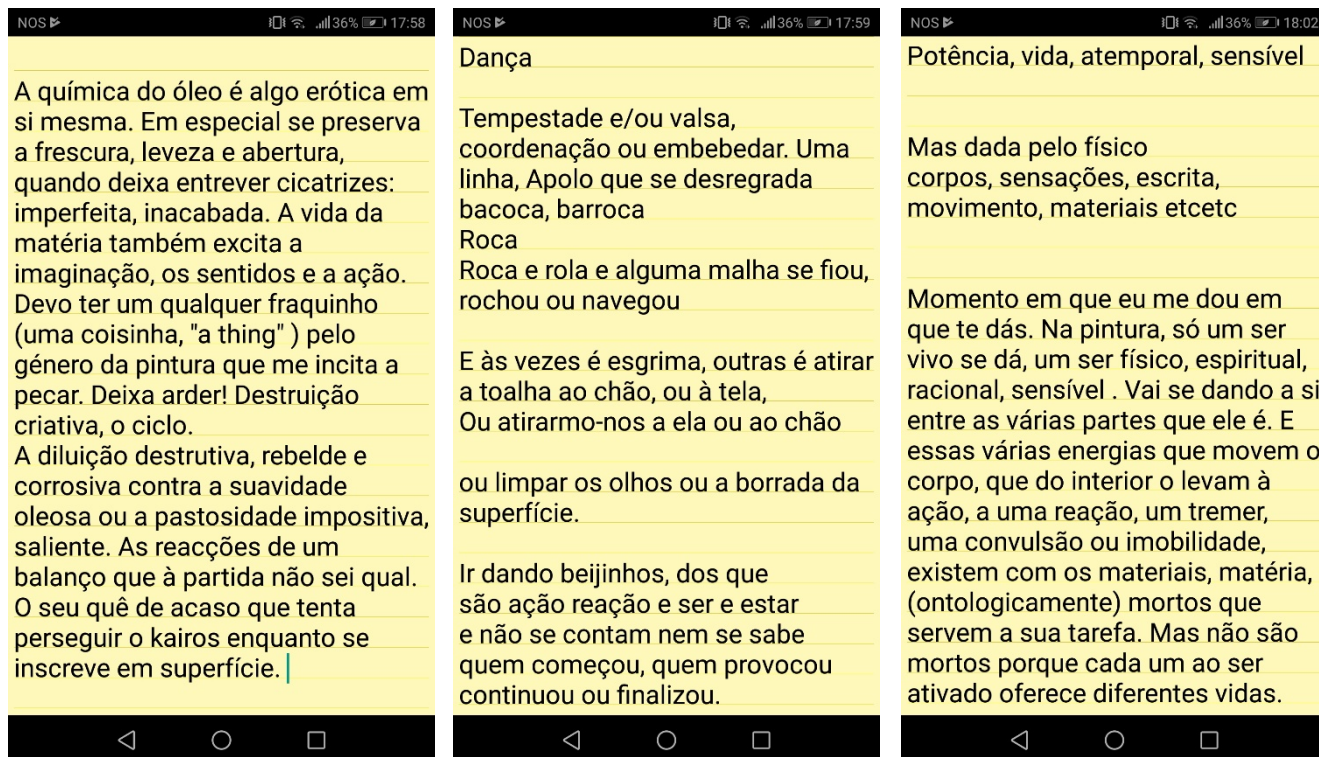 NOS
36%
17:58
A química do óleo é algo erótica em
si mesma. Em especial se preserva
a frescura, leveza e abertura,
quando deixa entrever cicatrizes:
imperfeita, inacabada. A vida da
matéria também excita a
imaginação, os sentidos e a ação.
Devo ter um qualquer fraquinho
(uma coisinha, "a thing" ) pelo
género da pintura que me incita a
pecar. Deixa arder! Destruição
criativa, o ciclo.
A diluição destrutiva, rebelde e
corrosiva contra a suavidade
oleosa ou a pastosidade impositiva,
saliente. As reacções de um
balanço que à partida não sei qual.
O seu quê de acaso que tenta
perseguir o kairos enquanto se
inscreve em superfície.
NOS
36%
17:59
Dança
Tempestade e/ou valsa,
coordenação ou embebedar. Uma
linha, Apolo que se desregrada
bacoca, barroca
Roca
Roca e rola e alguma malha se fiou,
rochou ou navegou
E às vezes é esgrima, outras é atirar
a toalha ao chão, ou à tela,
Ou atirarmo-nos a ela ou ao chão
ou limpar os olhos ou a borrada da
superfície.
Ir dando beijinhos, dos que
são ação reação e ser e estar
e não se contam nem se sabe
quem começou, quem provocou
continuou ou finalizou.
NOS
36%
18:02
Potência, vida, atemporal, sensível
Mas dada pelo físico
corpos, sensações, escrita,
movimento, materiais etcetc
Momento em que eu me dou em
que te dás. Na pintura, só um ser
vivo se dá, um ser físico, espiritual,
racional, sensível . Vai se dando a si
entre as várias partes que ele é. E
essas várias energias que movem o
corpo, que do interior o levam à
ação, a uma reação, um tremer,
uma convulsão ou imobilidade,
existem com os materiais, matéria,
(ontologicamente) mortos que
servem a sua tarefa. Mas não são
mortos porque cada um ao ser
ativado oferece diferentes vidas.